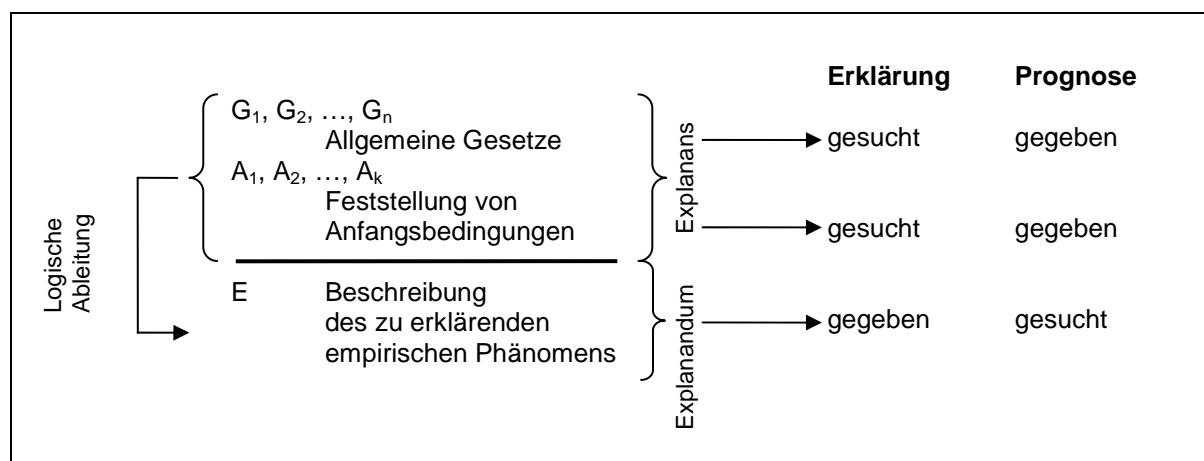 Erklärung Prognose
G1, G2, …, Gn
Allgemeine Gesetze
gesucht gegeben
A1, A2, …, Ak
Feststellung von
Anfangsbedingungen
gesucht gegeben
Explanans
Logische
Ableitung
E Beschreibung
des zu erklärenden
empirischen Phänomens
gegeben gesucht
Explanandum